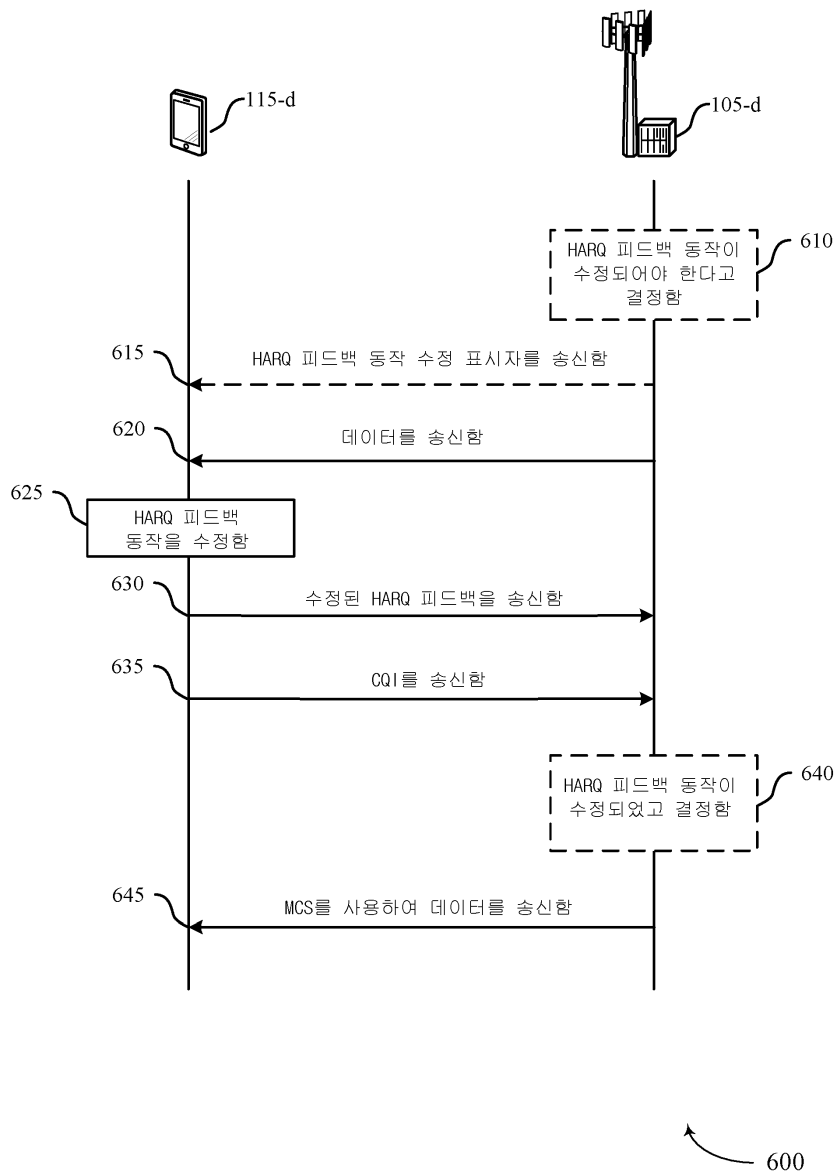 115-d
105-d
HARQ 피드백 동작이
수정되어야 한다고
결정함
610
615
HARQ 피드백 동작 수정 표시자를 송신함
620
데이터를 송신함
625
HARQ 피드백
동작을 수정함
630
수정된 HARQ 피드백을 송신함
635
CQI를 송신함
HARQ 피드백 동작이
수정되었고 결정함
640
645
MCS를 사용하여 데이터를 송신함
600